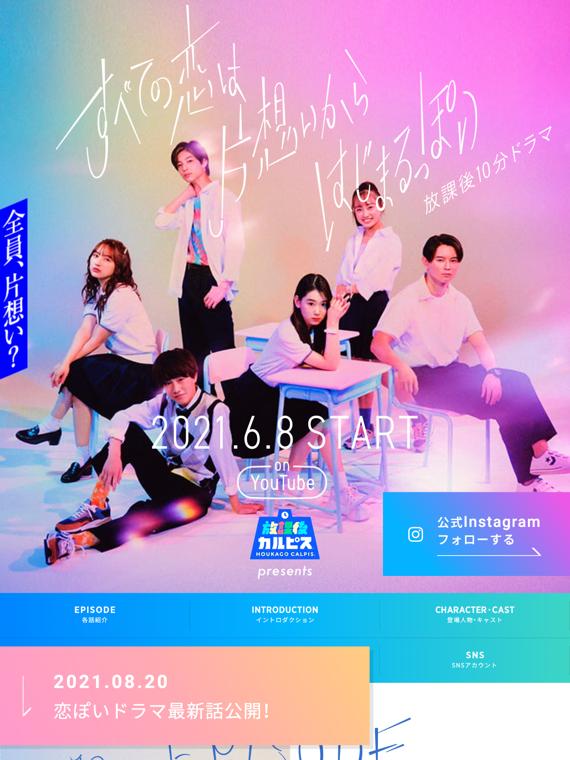 すべての恋は
片想いから
はじまるっぽい
放課後10分ドラマ
全員、片想い?
2021.6.8 START
on
YouTube
放課後
カルピス
HOUKAGO CALPIS.
presents
公式Instagram
フォローする
EPISODE
各話紹介
INTRODUCTION
イントロダクション
CHARACTER·CAST
登場人物・キャスト
SNS
SNSアカウント
2021.08.20
恋ぽいドラマ最新話公開!